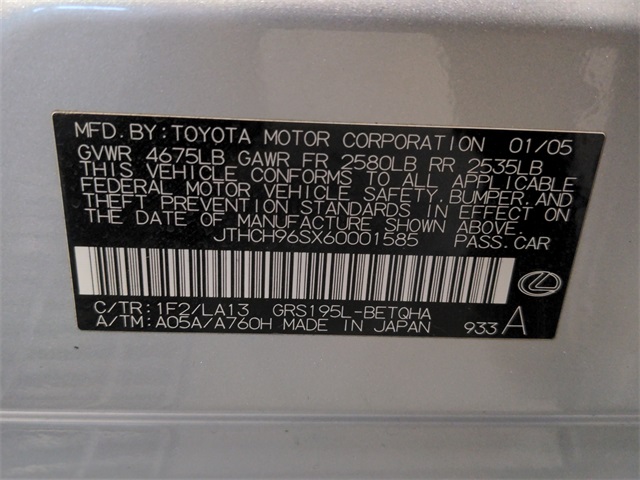 MFD. BY: TOYOTA MOTOR CORPORATION 01/05
GVWR 4675LB GAWR FR 2580LB RR 2535LB
THIS VEHICLE CONFORMS TO ALL APPLICABLE
FEDERAL MOTOR VEHICLE SAFETY, BUMPER, AND
THEFT PREVENTION STANDARDS IN EFFECT ON
THE DATE OF MANUFACTURE SHOWN ABOVE.
JTHCH96SX60001585 PASS. CAR
C/TR: 1F2/LA13 GRS195L-BETQHA
A/TM: A05A/A760H MADE IN JAPAN 933 A